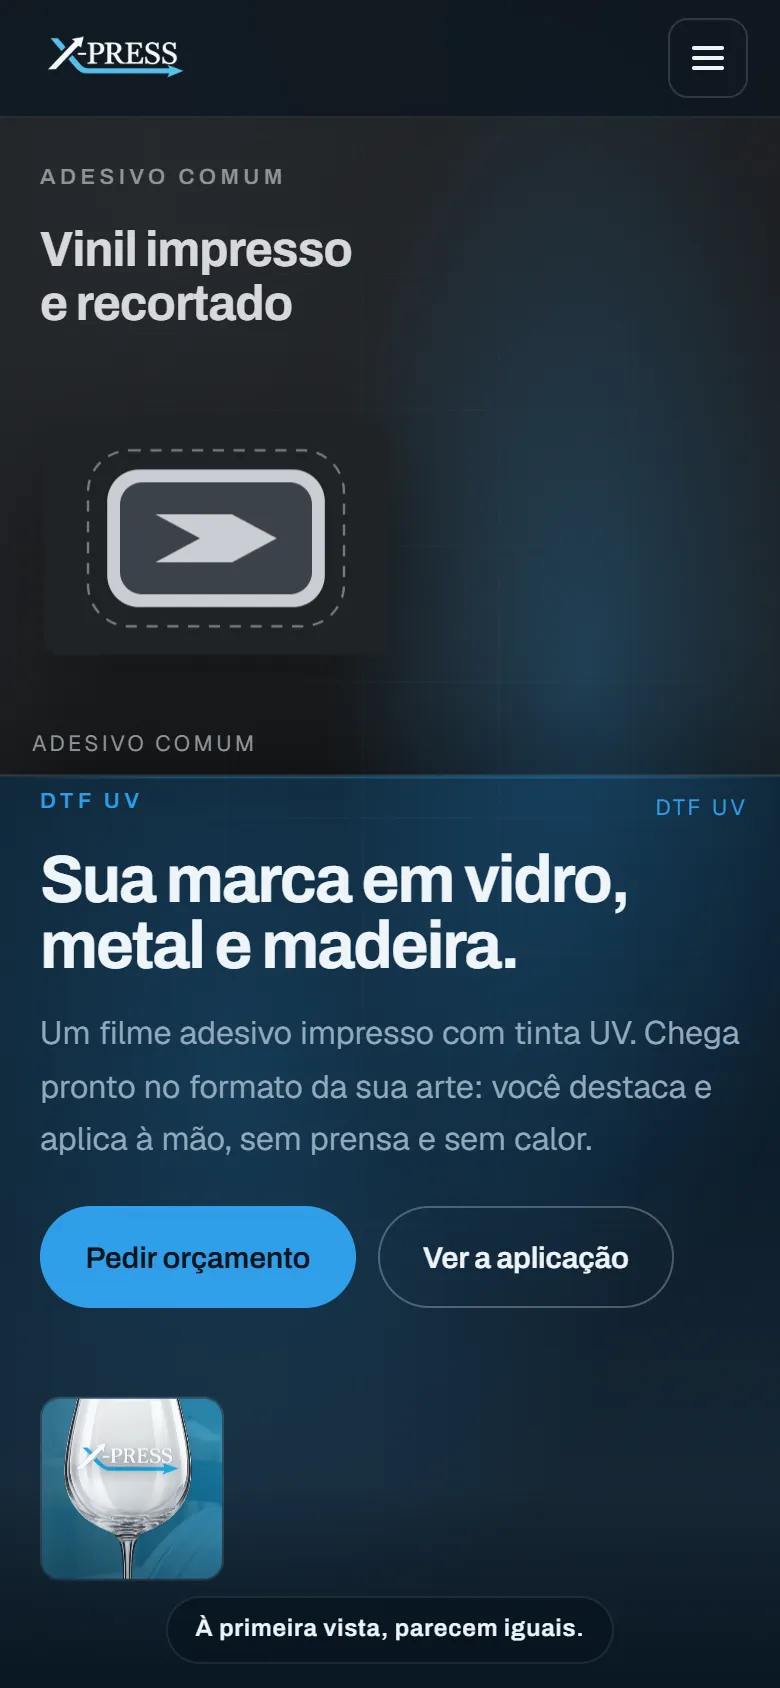 X-PRESS
ADESIVO COMUM
Vinil impresso
e recortado
ADESIVO COMUM
DTF UV
DTF UV
Sua marca em vidro,
metal e madeira.
Um filme adesivo impresso com tinta UV. Chega
pronto no formato da sua arte: você destaca e
aplica à mão, sem prensa e sem calor.
Pedir orçamento
Ver a aplicação
X-PRESS
À primeira vista, parecem iguais.